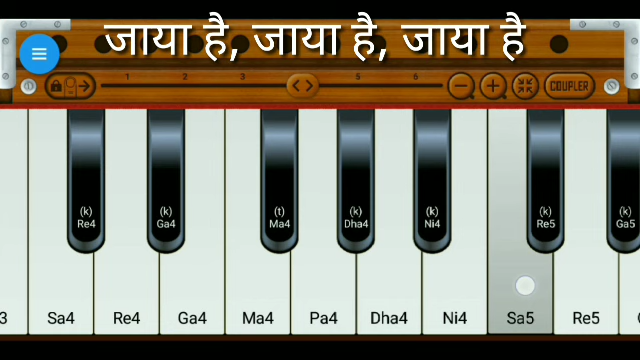 जाया है, जाया है, जाया है
1 2 3 5 6 COUPLER
(k) (k) (t) (k) (k) (k) (k)
Re4 Ga4 Ma4 Dha4 Ni4 Re5 Ga5
3 Sa4 Re4 Ga4 Ma4 Pa4 Dha4 Ni4 Sa5 Re5